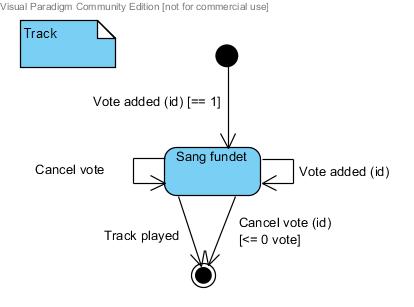 Visual Paradigm Community Edition [not for commercial use]
Track
Vote added (id) [== 1]
Sang fundet
Cancel vote
Vote added (id)
Track played
Cancel vote (id)
[<= 0 vote]